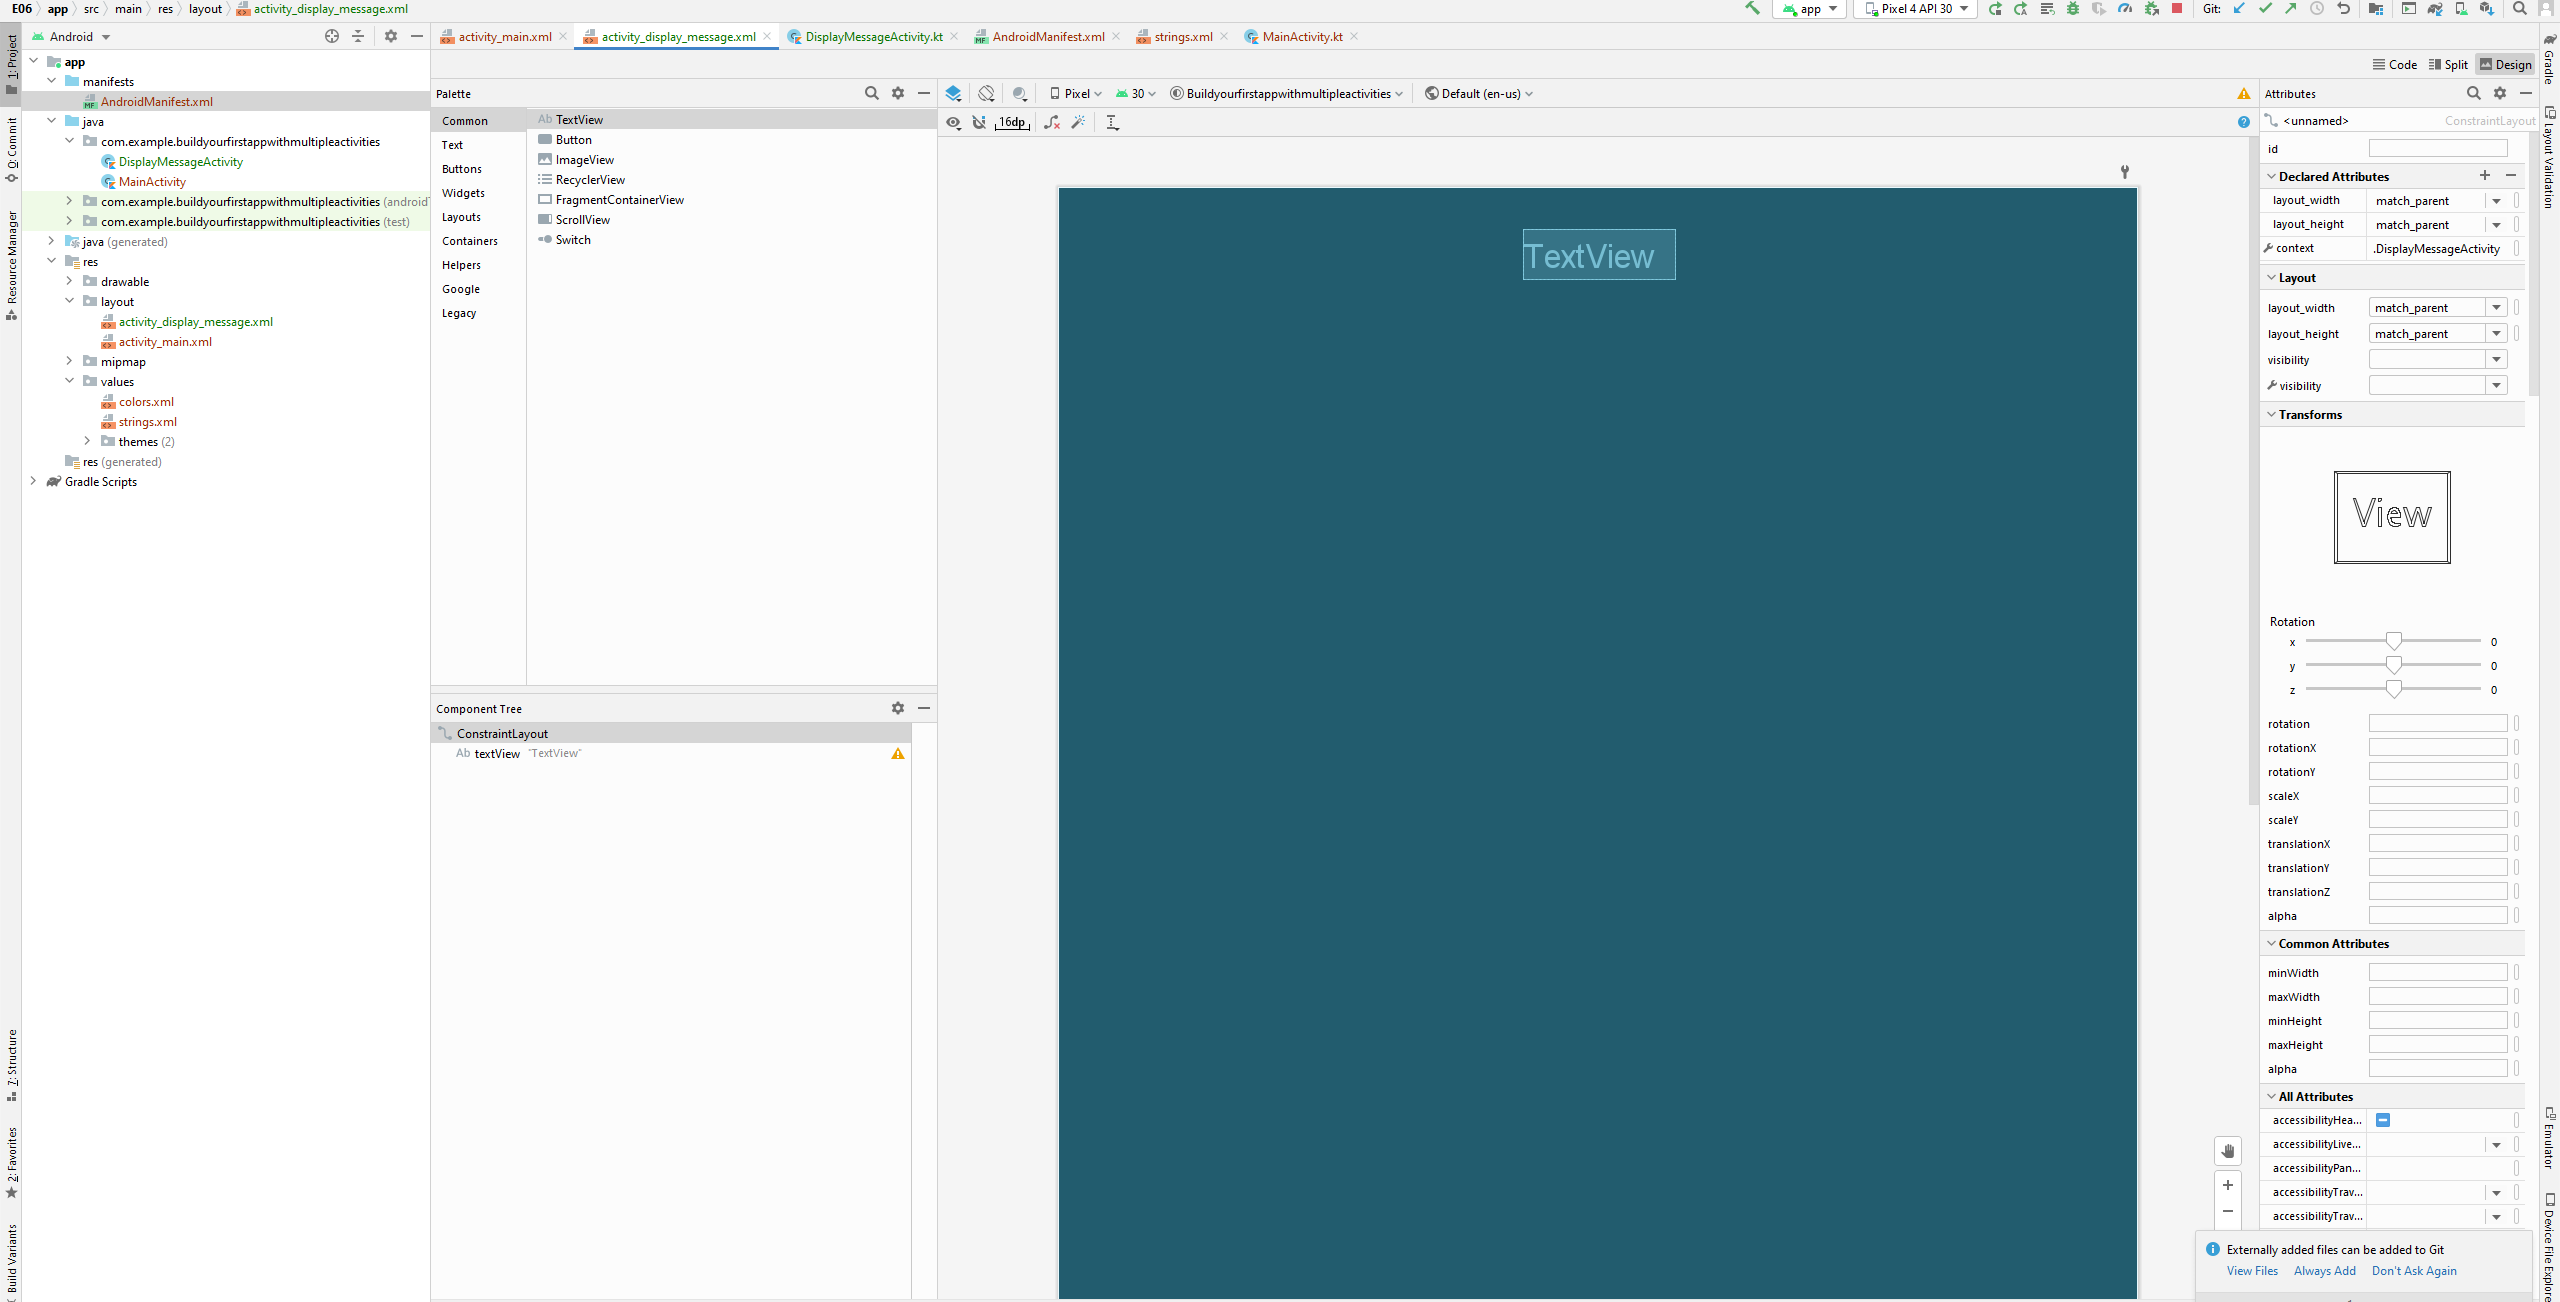 E06 app src main res layout activity_display_message.xml
app Pixel 4 API 30 Git:
Android
activity_main.xml activity_display_message.xml DisplayMessageActivity.kt AndroidManifest.xml strings.xml MainActivity.kt
Code Split Design
1: Project
0: Commit
Resource Manager
7: Structure
2: Favorites
Build Variants
app
manifests
AndroidManifest.xml
java
com.example.buildyourfirstappwithmultipleactivities
DisplayMessageActivity
MainActivity
com.example.buildyourfirstappwithmultipleactivities (android
com.example.buildyourfirstappwithmultipleactivities (test)
java (generated)
res
drawable
layout
activity_display_message.xml
activity_main.xml
mipmap
values
colors.xml
strings.xml
themes (2)
res (generated)
Gradle Scripts
Palette
Common
Text
Buttons
Widgets
Layouts
Containers
Helpers
Google
Legacy
Ab TextView
Button
ImageView
RecyclerView
FragmentContainerView
ScrollView
Switch
Component Tree
ConstraintLayout
Ab textView "TextView"
Pixel 30 Buildyourfirstappwithmultipleactivities Default (en-us)
16dp
TextView
Attributes
<unnamed> ConstraintLayout
id
Declared Attributes
layout_width match_parent
layout_height match_parent
context .DisplayMessageActivity
Layout
layout_width match_parent
layout_height match_parent
visibility
visibility
Transforms
View
Rotation
x 0
y 0
z 0
rotation
rotationX
rotationY
scaleX
scaleY
translationX
translationY
translationZ
alpha
Common Attributes
minWidth
maxWidth
minHeight
maxHeight
alpha
All Attributes
accessibilityHea...
accessibilityLive...
accessibilityPan...
accessibilityTrav...
accessibilityTrav...
Externally added files can be added to Git
View Files Always Add Don't Ask Again
Gradle
Layout Validation
Emulator
Device File Explore